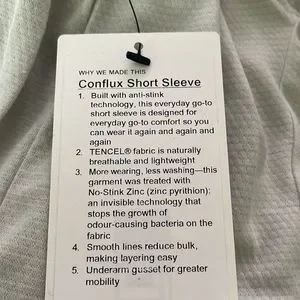 WHY WE MADE THIS
Conflux Short Sleeve
1. Built with anti-stink
technology, this everyday go-to
short sleeve is designed for
everyday go-to comfort so you
can wear it again and again and
again
2. TENCEL® fabric is naturally
breathable and lightweight
3. More wearing, less washing—this
garment was treated with
No-Stink Zinc (zinc pyrithion):
an invisible technology that
stops the growth of
odour-causing bacteria on the
fabric
4. Smooth lines reduce bulk,
making layering easy
5. Underarm gusset for greater
mobility